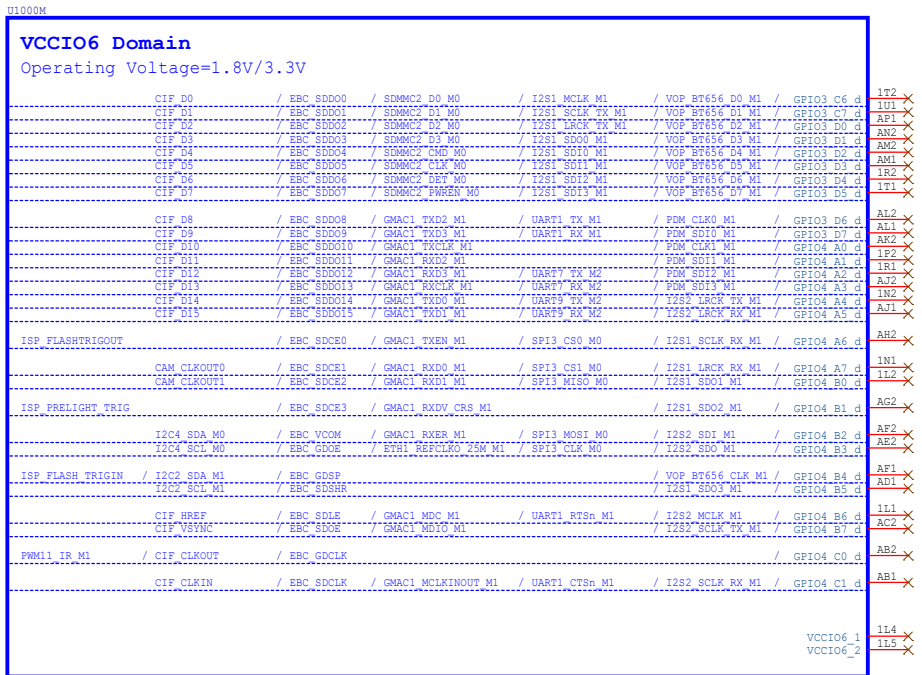 U1000M
VCCIO6 Domain
Operating Voltage=1.8V/3.3V
CIF_D0 / EBC_SDDO0 / SDMMC2_D0_M0 / I2S1_MCLK_M1 / VOP_BT656_D0_M1 / GPIO3_C6_d 1T2
CIF_D1 / EBC_SDDO1 / SDMMC2_D1_M0 / I2S1_SCLK_TX_M1 / VOP_BT656_D1_M1 / GPIO3_C7_d 1U1
CIF_D2 / EBC_SDDO2 / SDMMC2_D2_M0 / I2S1_LRCK_TX_M1 / VOP_BT656_D2_M1 / GPIO3_D0_d AP1
CIF_D3 / EBC_SDDO3 / SDMMC2_D3_M0 / I2S1_SDO0_M1 / VOP_BT656_D3_M1 / GPIO3_D1_d AN2
CIF_D4 / EBC_SDDO4 / SDMMC2_CMD_M0 / I2S1_SDI0_M1 / VOP_BT656_D4_M1 / GPIO3_D2_d AM2
CIF_D5 / EBC_SDDO5 / SDMMC2_CLK_M0 / I2S1_SDI1_M1 / VOP_BT656_D5_M1 / GPIO3_D3_d AM1
CIF_D6 / EBC_SDDO6 / SDMMC2_DET_M0 / I2S1_SDI2_M1 / VOP_BT656_D6_M1 / GPIO3_D4_d 1R2
CIF_D7 / EBC_SDDO7 / SDMMC2_PWREN_M0 / I2S1_SDI3_M1 / VOP_BT656_D7_M1 / GPIO3_D5_d 1T1
CIF_D8 / EBC_SDDO8 / GMAC1_TXD2_M1 / UART1_TX_M1 / PDM_CLK0_M1 / GPIO3_D6_d AL2
CIF_D9 / EBC_SDDO9 / GMAC1_TXD3_M1 / UART1_RX_M1 / PDM_SDI0_M1 / GPIO3_D7_d AL1
CIF_D10 / EBC_SDDO10 / GMAC1_TXCLK_M1 / PDM_CLK1_M1 / GPIO4_A0_d AK2
CIF_D11 / EBC_SDDO11 / GMAC1_RXD2_M1 / PDM_SDI1_M1 / GPIO4_A1_d 1P2
CIF_D12 / EBC_SDDO12 / GMAC1_RXD3_M1 / UART7_TX_M2 / PDM_SDI2_M1 / GPIO4_A2_d 1R1
CIF_D13 / EBC_SDDO13 / GMAC1_RXCLK_M1 / UART7_RX_M2 / PDM_SDI3_M1 / GPIO4_A3_d AJ2
CIF_D14 / EBC_SDDO14 / GMAC1_TXD0_M1 / UART9_TX_M2 / I2S2_LRCK_TX_M1 / GPIO4_A4_d 1N2
CIF_D15 / EBC_SDDO15 / GMAC1_TXD1_M1 / UART9_RX_M2 / I2S2_LRCK_RX_M1 / GPIO4_A5_d AJ1
ISP_FLASHTRIGOUT / EBC_SDCE0 / GMAC1_TXEN_M1 / SPI3_CS0_M0 / I2S1_SCLK_RX_M1 / GPIO4_A6_d AH2
CAM_CLKOUT0 / EBC_SDCE1 / GMAC1_RXD0_M1 / SPI3_CS1_M0 / I2S1_LRCK_RX_M1 / GPIO4_A7_d 1N1
CAM_CLKOUT1 / EBC_SDCE2 / GMAC1_RXD1_M1 / SPI3_MISO_M0 / I2S1_SDO1_M1 / GPIO4_B0_d 1L2
ISP_PRELIGHT_TRIG / EBC_SDCE3 / GMAC1_RXDV_CRS_M1 / I2S1_SDO2_M1 / GPIO4_B1_d AG2
I2C4_SDA_M0 / EBC_VCOM / GMAC1_RXER_M1 / SPI3_MOSI_M0 / I2S2_SDI_M1 / GPIO4_B2_d AF2
I2C4_SCL_M0 / EBC_GDOE / ETH1_REFCLKO_25M_M1 / SPI3_CLK_M0 / I2S2_SDO_M1 / GPIO4_B3_d AE2
ISP_FLASH_TRIGIN / I2C2_SDA_M1 / EBC_GDSP / VOP_BT656_CLK_M1 / GPIO4_B4_d AF1
I2C2_SCL_M1 / EBC_SDSHR / I2S1_SDO3_M1 / GPIO4_B5_d AD1
CIF_HREF / EBC_SDLE / GMAC1_MDC_M1 / UART1_RTSn_M1 / I2S2_MCLK_M1 / GPIO4_B6_d 1L1
CIF_VSYNC / EBC_SDOE / GMAC1_MDIO_M1 / I2S2_SCLK_TX_M1 / GPIO4_B7_d AC2
PWM11_IR_M1 / CIF_CLKOUT / EBC_GDCLK / GPIO4_C0_d AB2
CIF_CLKIN / EBC_SDCLK / GMAC1_MCLKINOUT_M1 / UART1_CTSn_M1 / I2S2_SCLK_RX_M1 / GPIO4_C1_d AB1
VCCIO6_1 1L4
VCCIO6_2 1L5